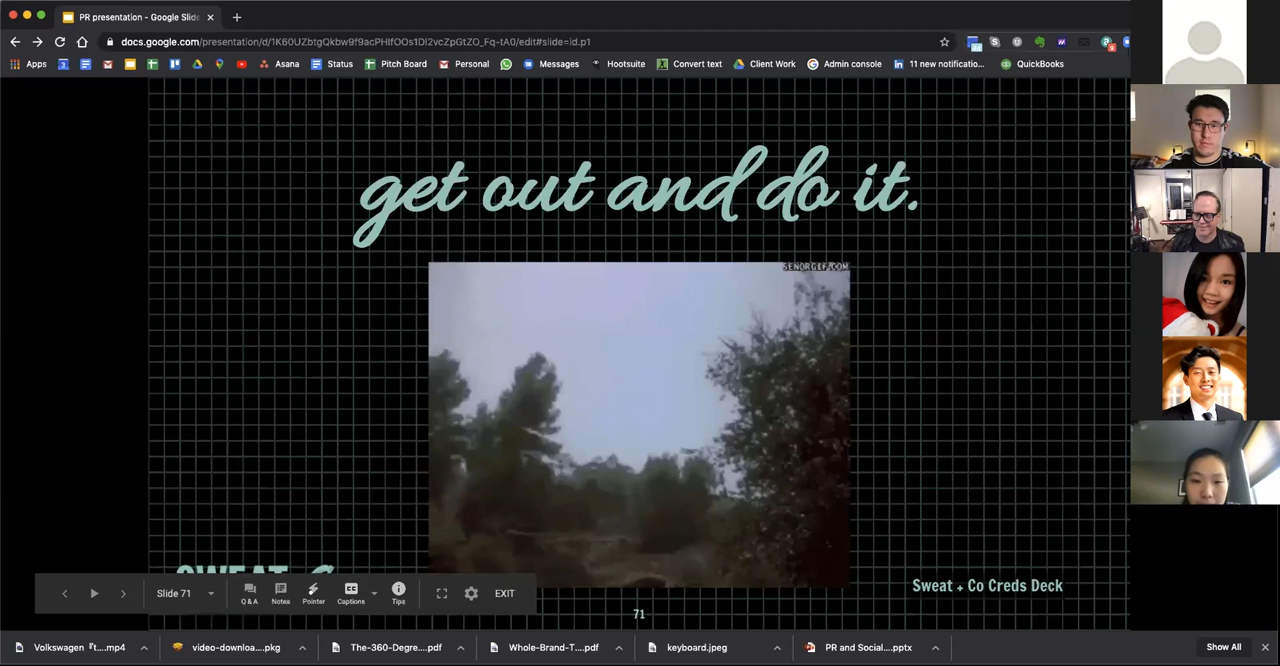 PR presentation - Google Slide
docs.google.com/presentation/d/1K60UZbtgQkbw9f9acPHIfOOs1Dl2vcZpGtZO_Fq-tA0/edit#slide=id.p1
Apps Asana Status Pitch Board Personal Messages Hootsuite Convert text Client Work Admin console 11 new notificatio... QuickBooks
get out and do it.
SENORGIF.COM
SWEAT + C
Sweat + Co Creds Deck
Slide 71 Q & A Notes Pointer Captions Tips EXIT
71
Volkswagen 『t....mp4 video-downloa....pkg The-360-Degre....pdf Whole-Brand-T....pdf keyboard.jpeg PR and Social....pptx Show All